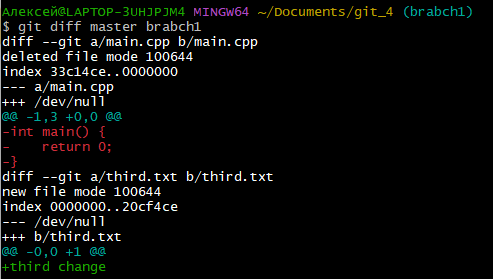 Алексей@LAPTOP-3UHJPJM4 MINGW64 ~/Documents/git_4 (brabch1)
$ git diff master brabch1
diff --git a/main.cpp b/main.cpp
deleted file mode 100644
index 33c14ce..0000000
--- a/main.cpp
+++ /dev/null
@@ -1,3 +0,0 @@
-int main() {
-    return 0;
-}
diff --git a/third.txt b/third.txt
new file mode 100644
index 0000000..20cf4ce
--- /dev/null
+++ b/third.txt
@@ -0,0 +1 @@
+third change